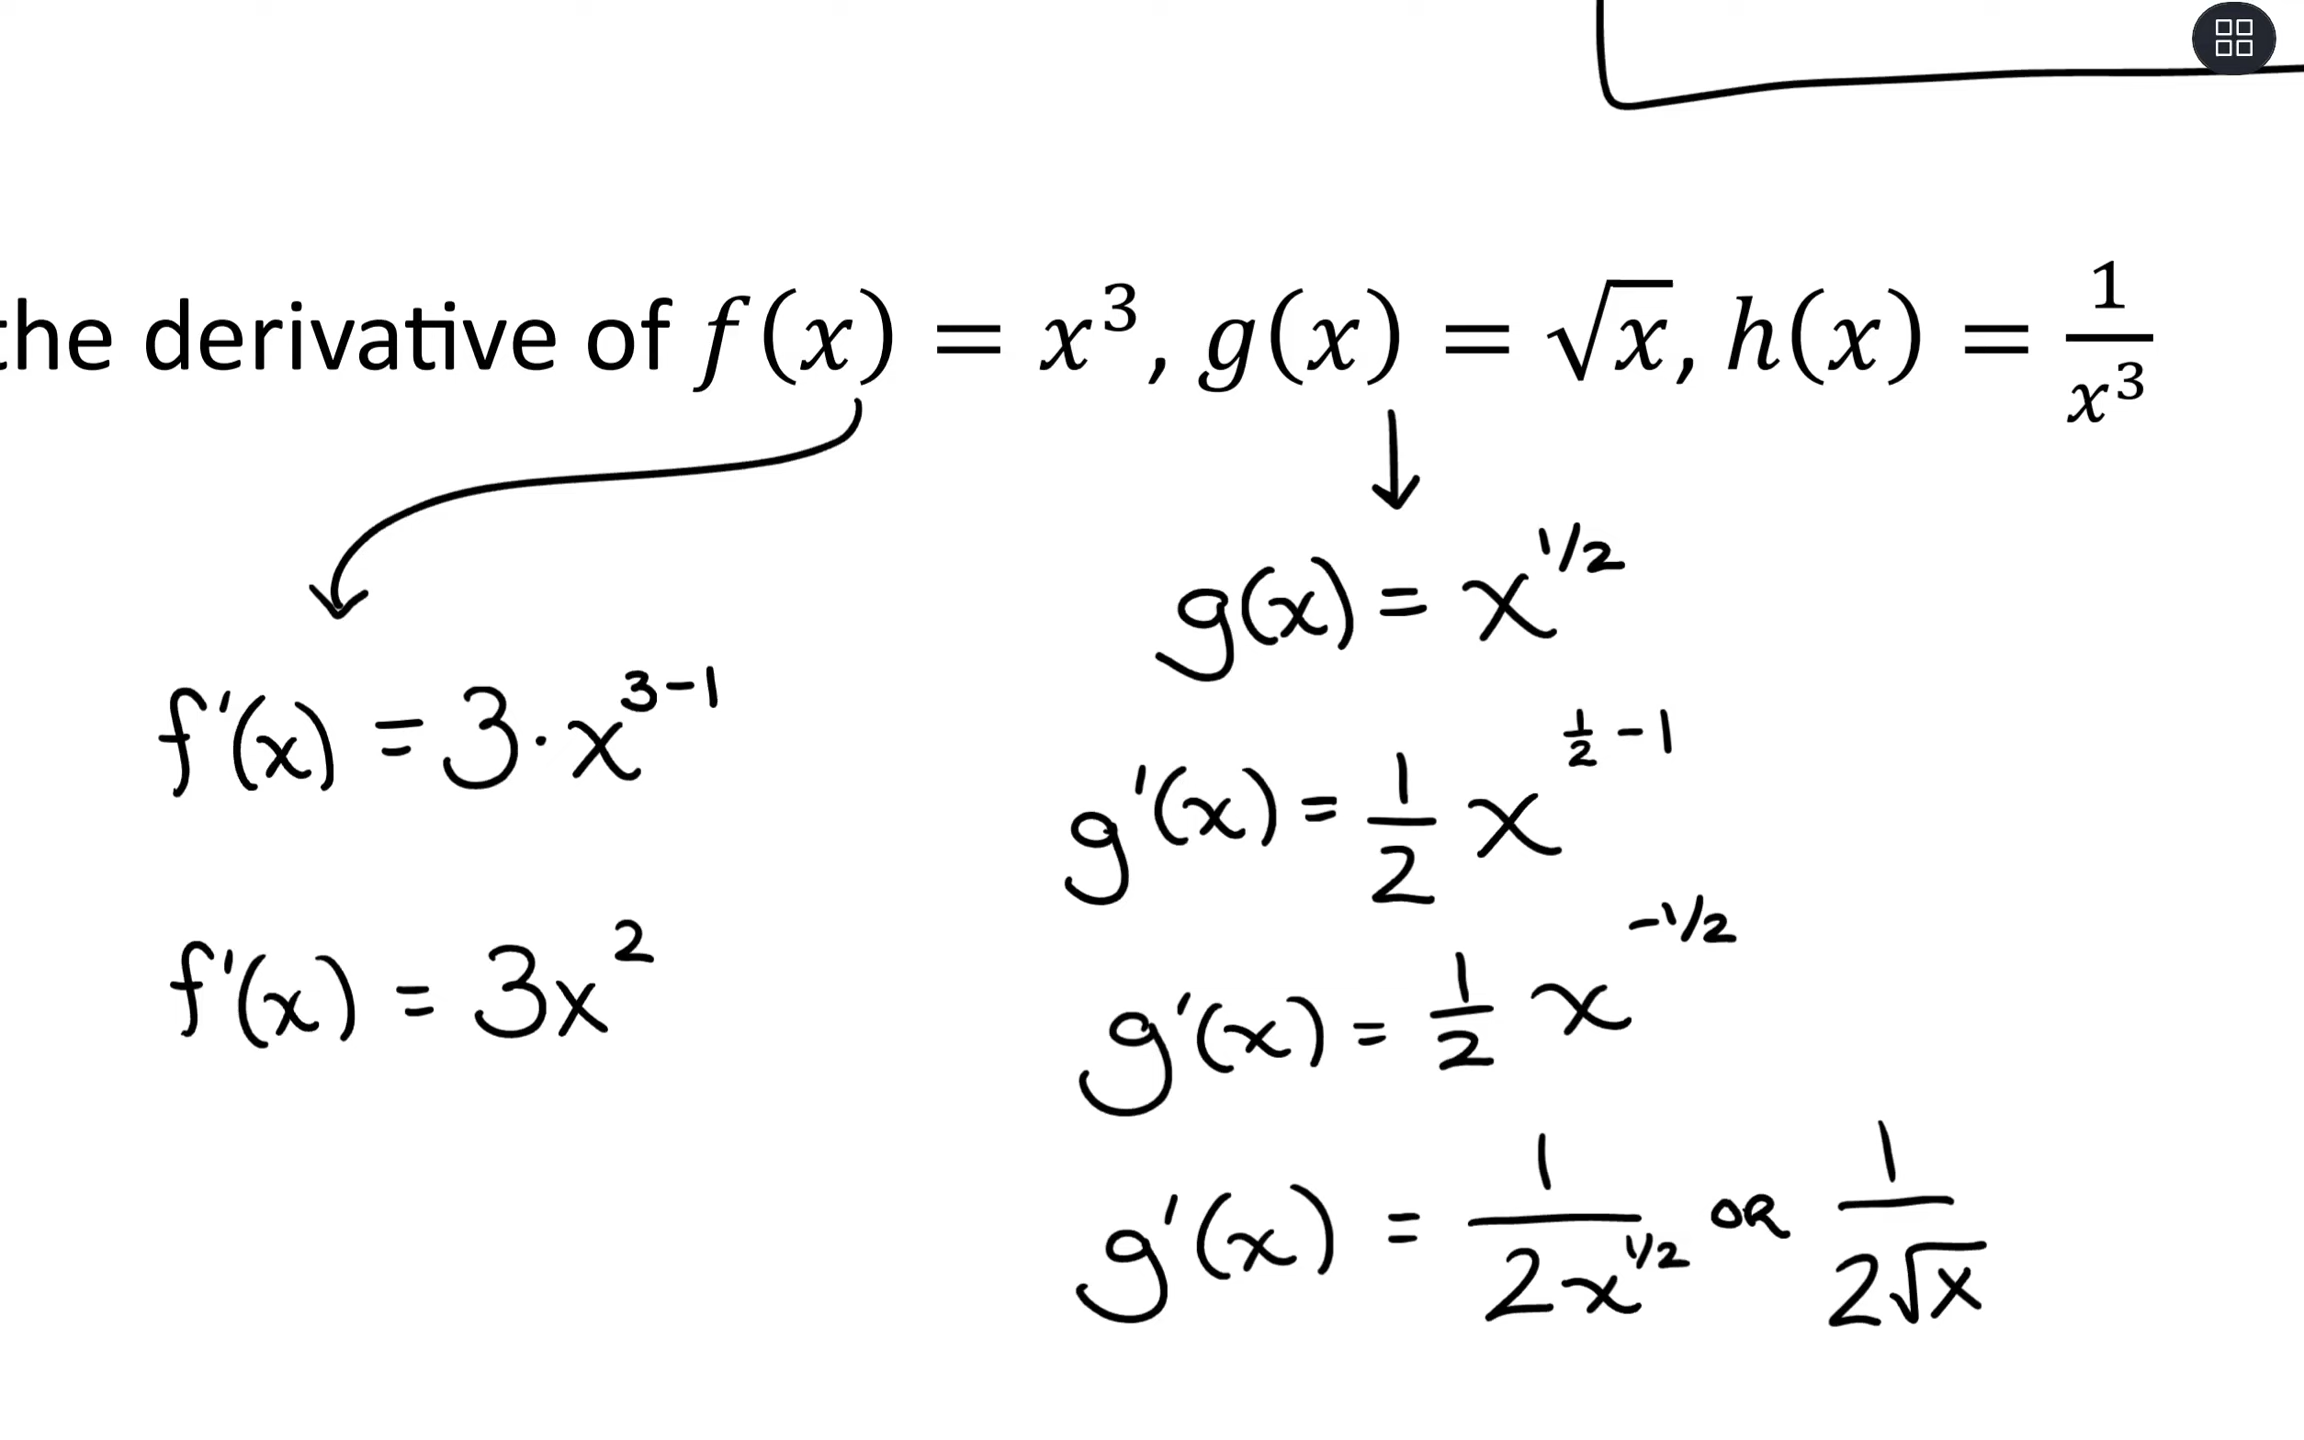 the derivative of f(x) = x³, g(x) = √x, h(x) = 1/x³
f'(x) = 3·x³⁻¹
f'(x) = 3x²
g(x) = x^1/2
g'(x) = 1/2 x^(1/2 - 1)
g'(x) = 1/2 x^-1/2
g'(x) = 1/(2x^1/2) OR 1/(2√x)